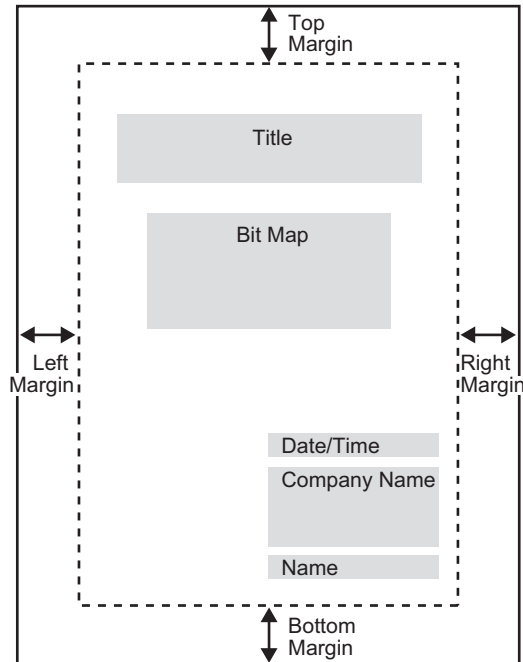 Top
Margin
Title
Bit Map
Left
Margin
Right
Margin
Date/Time
Company Name
Name
Bottom
Margin